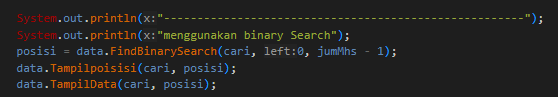 System.out.println(x:"----------------------------------------------------");
System.out.println(x:"menggunakan binary Search");
posisi = data.FindBinarySearch(cari, left:0, jumMhs - 1);
data.Tampilpoisisi(cari, posisi);
data.TampilData(cari, posisi);